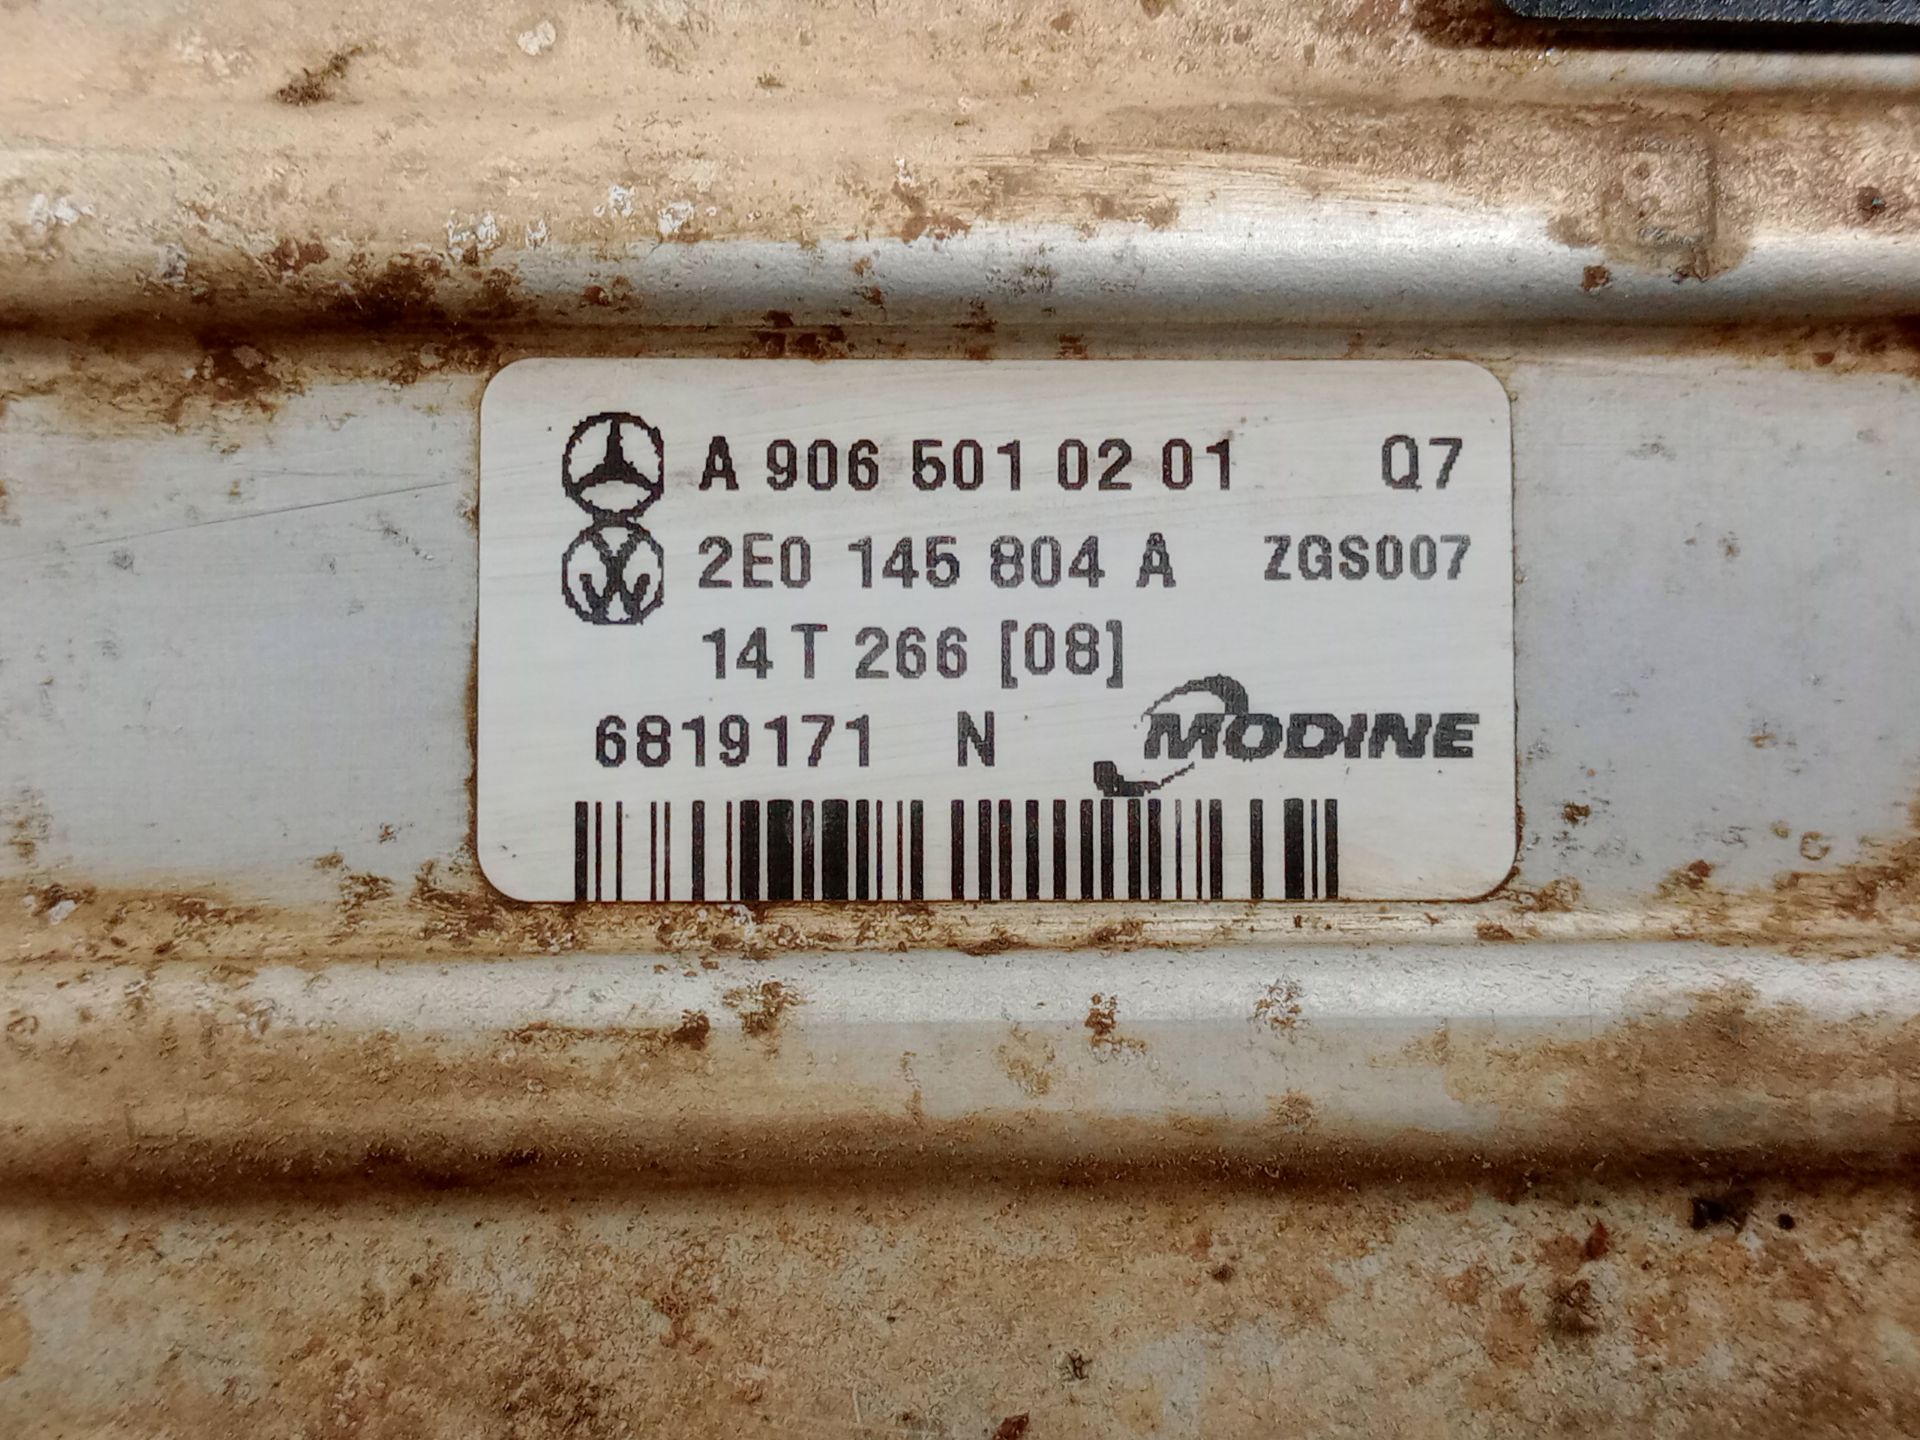 A 906 501 02 01 Q7
2E0 145 804 A ZGS007
14 T 266 [08]
6819171 N MODINE